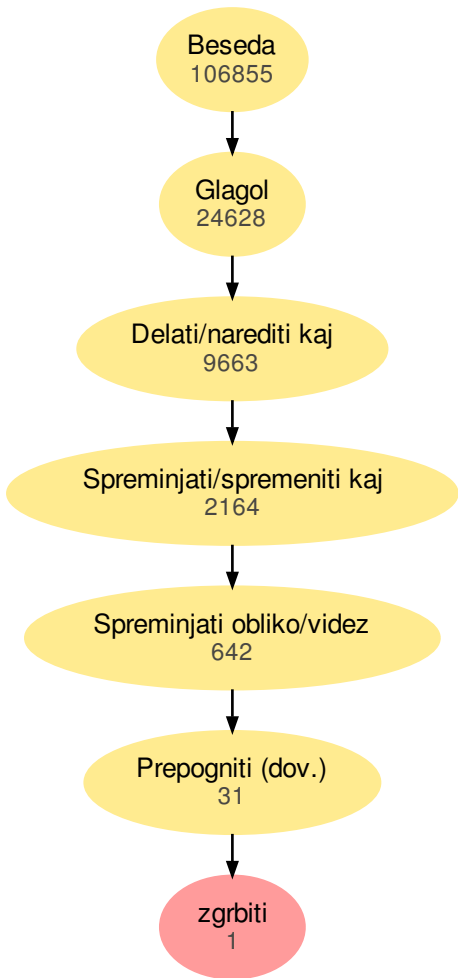 Beseda
106855
Glagol
24628
Delati/narediti kaj
9663
Spreminjati/spremeniti kaj
2164
Spreminjati obliko/videz
642
Prepogniti (dov.)
31
zgrbiti
1